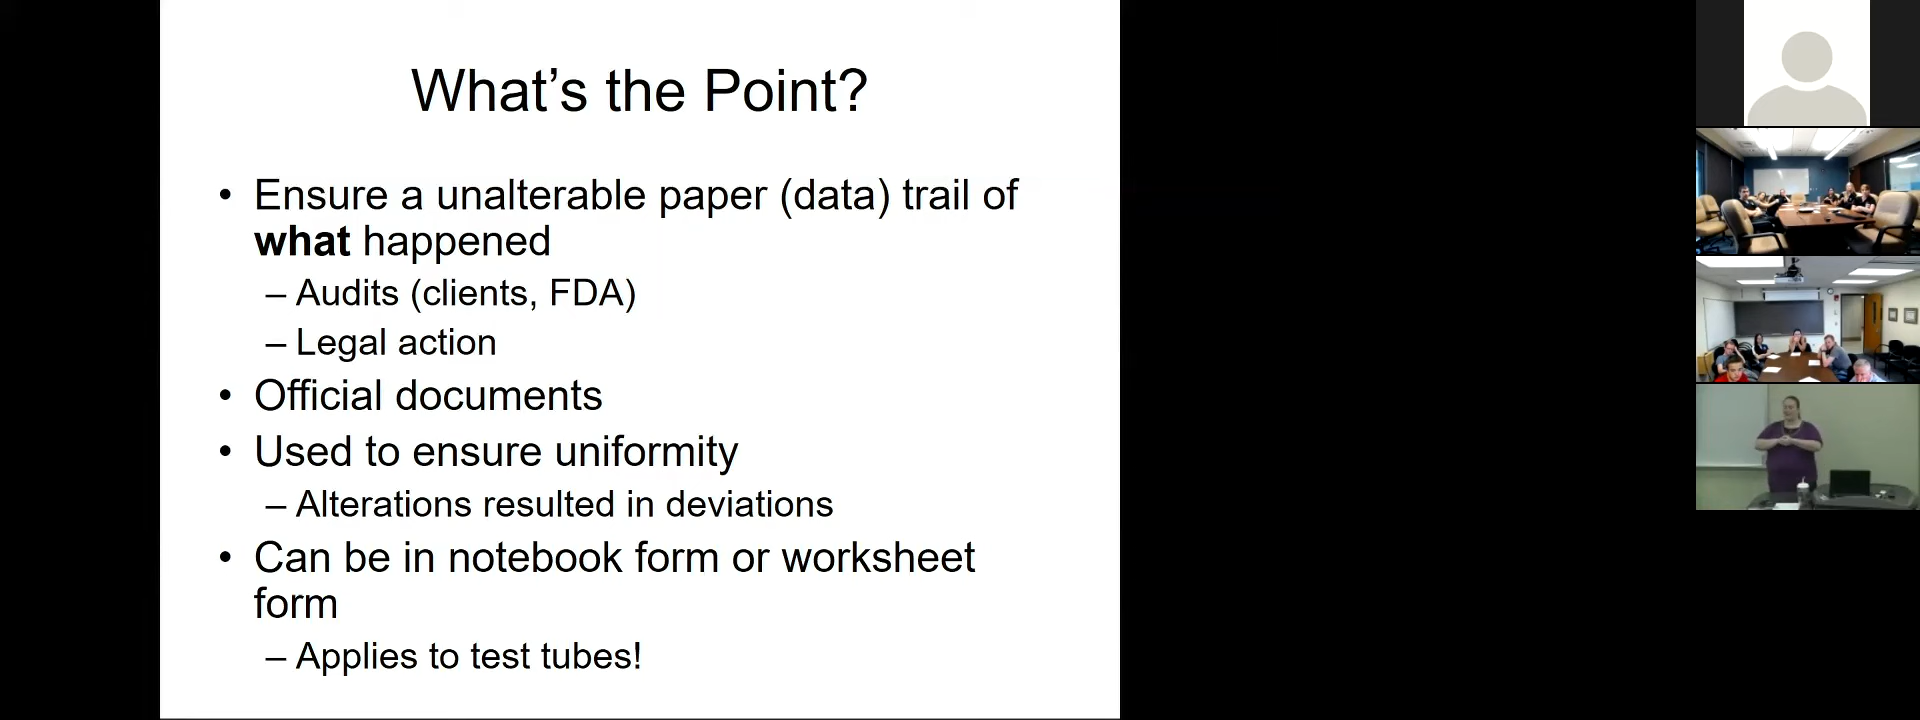 What’s the Point?
• Ensure a unalterable paper (data) trail of
what happened
– Audits (clients, FDA)
– Legal action
• Official documents
• Used to ensure uniformity
– Alterations resulted in deviations
• Can be in notebook form or worksheet
form
– Applies to test tubes!